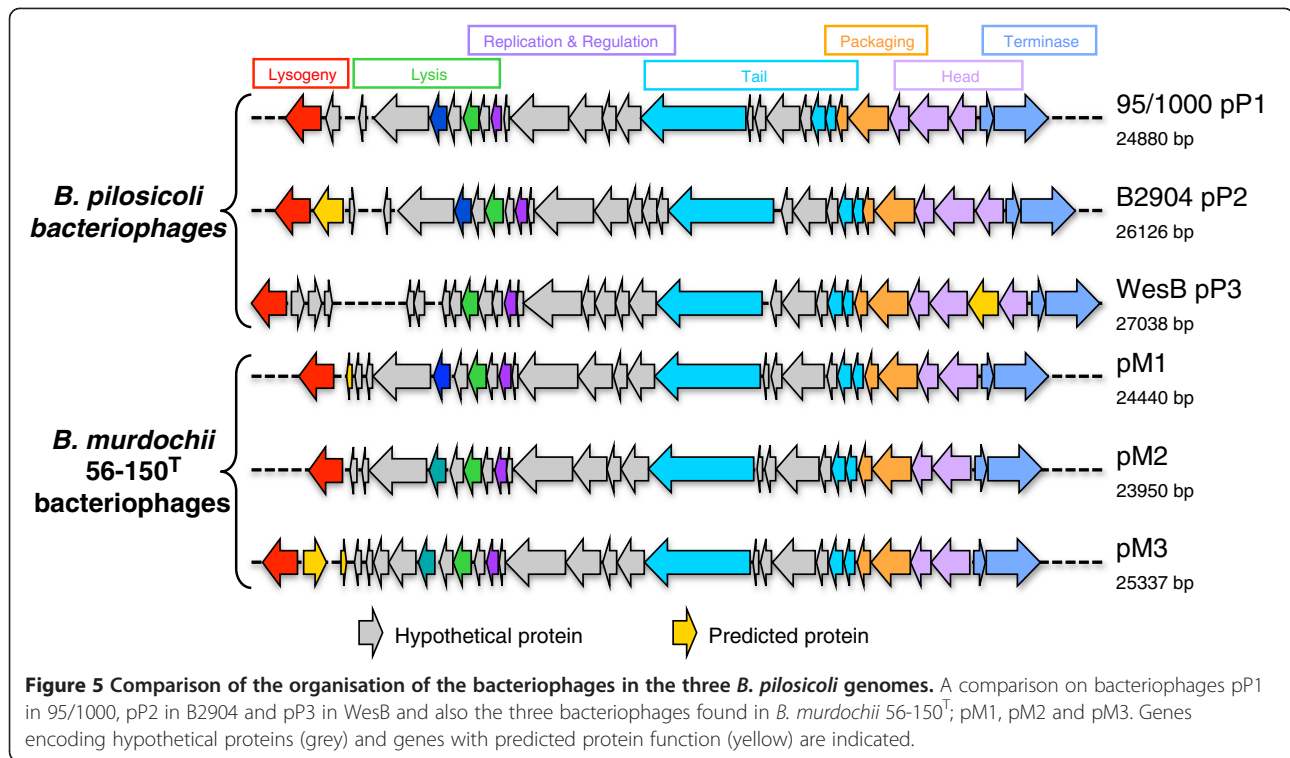 Replication & Regulation
Packaging
Terminase
Lysogeny
Lysis
Tail
Head
95/1000 pP1
24880 bp
B. pilosicoli
bacteriophages
B2904 pP2
26126 bp
WesB pP3
27038 bp
pM1
24440 bp
B. murdochii
56-150ᵀ
bacteriophages
pM2
23950 bp
pM3
25337 bp
Hypothetical protein
Predicted protein
Figure 5 Comparison of the organisation of the bacteriophages in the three B. pilosicoli genomes. A comparison on bacteriophages pP1
in 95/1000, pP2 in B2904 and pP3 in WesB and also the three bacteriophages found in B. murdochii 56-150ᵀ; pM1, pM2 and pM3. Genes
encoding hypothetical proteins (grey) and genes with predicted protein function (yellow) are indicated.